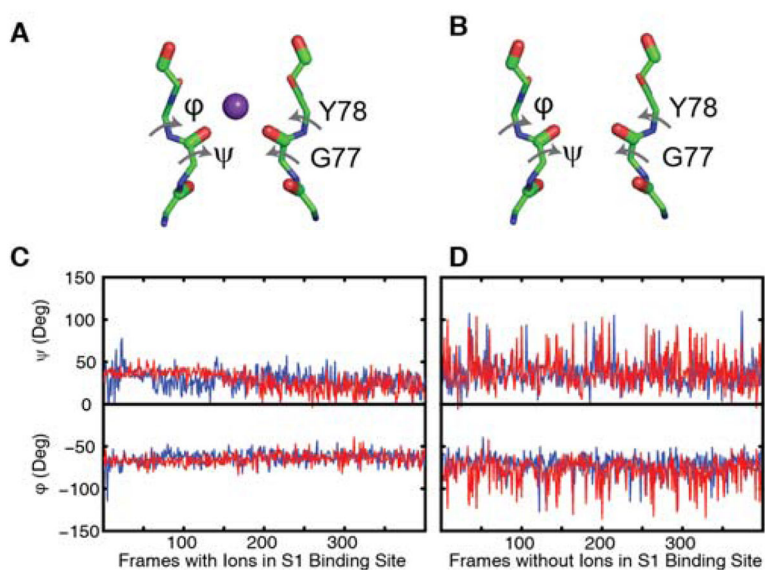 A
B
φ
Y78
ψ
G77
φ
Y78
ψ
G77
C
D
150
100
50
0
ψ (Deg)
-50
-100
-150
φ (Deg)
100 200 300
100 200 300
Frames with Ions in S1 Binding Site
Frames without Ions in S1 Binding Site